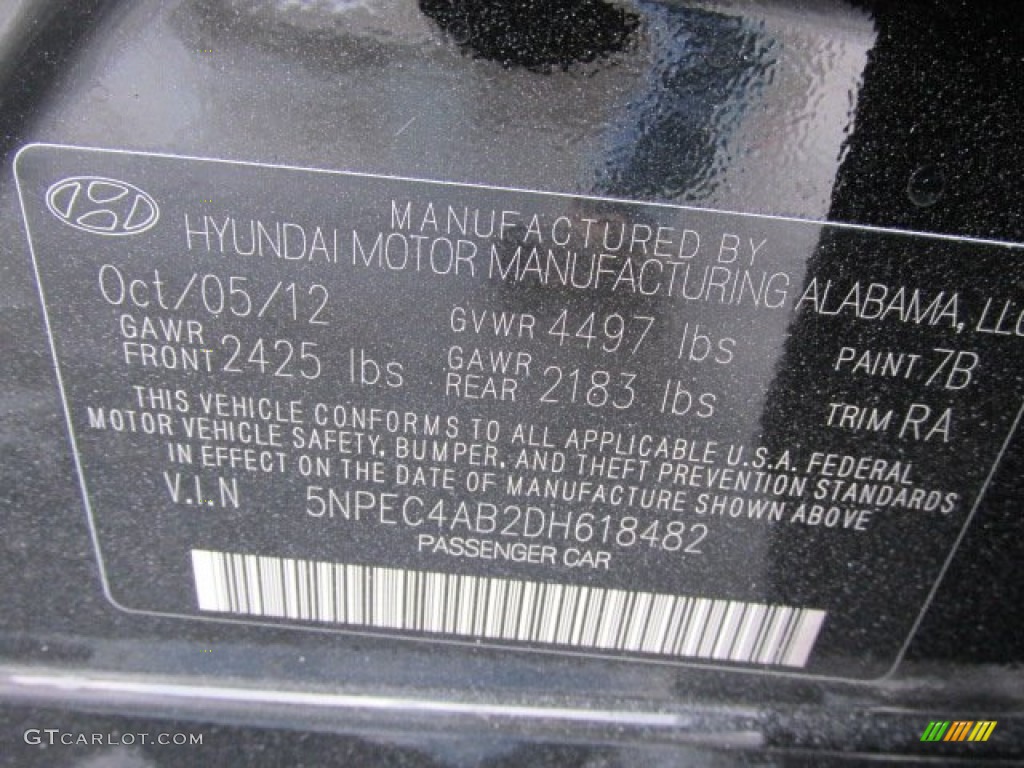 MANUFACTURED BY
HYUNDAI MOTOR MANUFACTURING ALABAMA, LLC
Oct/05/12 GVWR 4497 lbs PAINT 7B
GAWR FRONT 2425 lbs GAWR REAR 2183 lbs TRIM RA
THIS VEHICLE CONFORMS TO ALL APPLICABLE U.S.A. FEDERAL
MOTOR VEHICLE SAFETY, BUMPER, AND THEFT PREVENTION STANDARDS
IN EFFECT ON THE DATE OF MANUFACTURE SHOWN ABOVE
V.I.N 5NPEC4AB2DH618482
PASSENGER CAR
GTCARLOT.COM